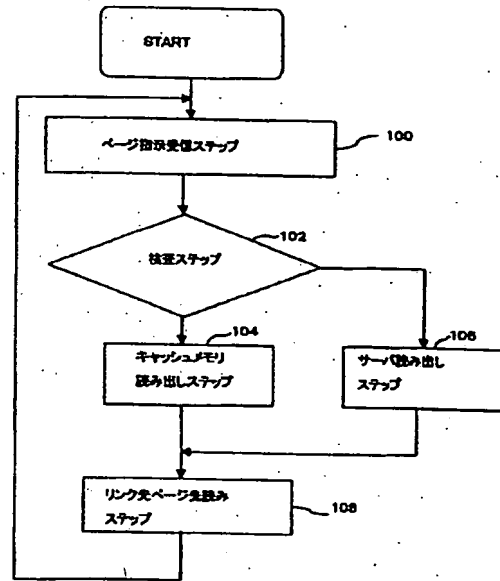 START
ページ指示受信ステップ
100
検査ステップ
102
キャッシュメモリ
読み出しステップ
104
サーバ読み出し
ステップ
106
リンク先ページ先読み
ステップ
108